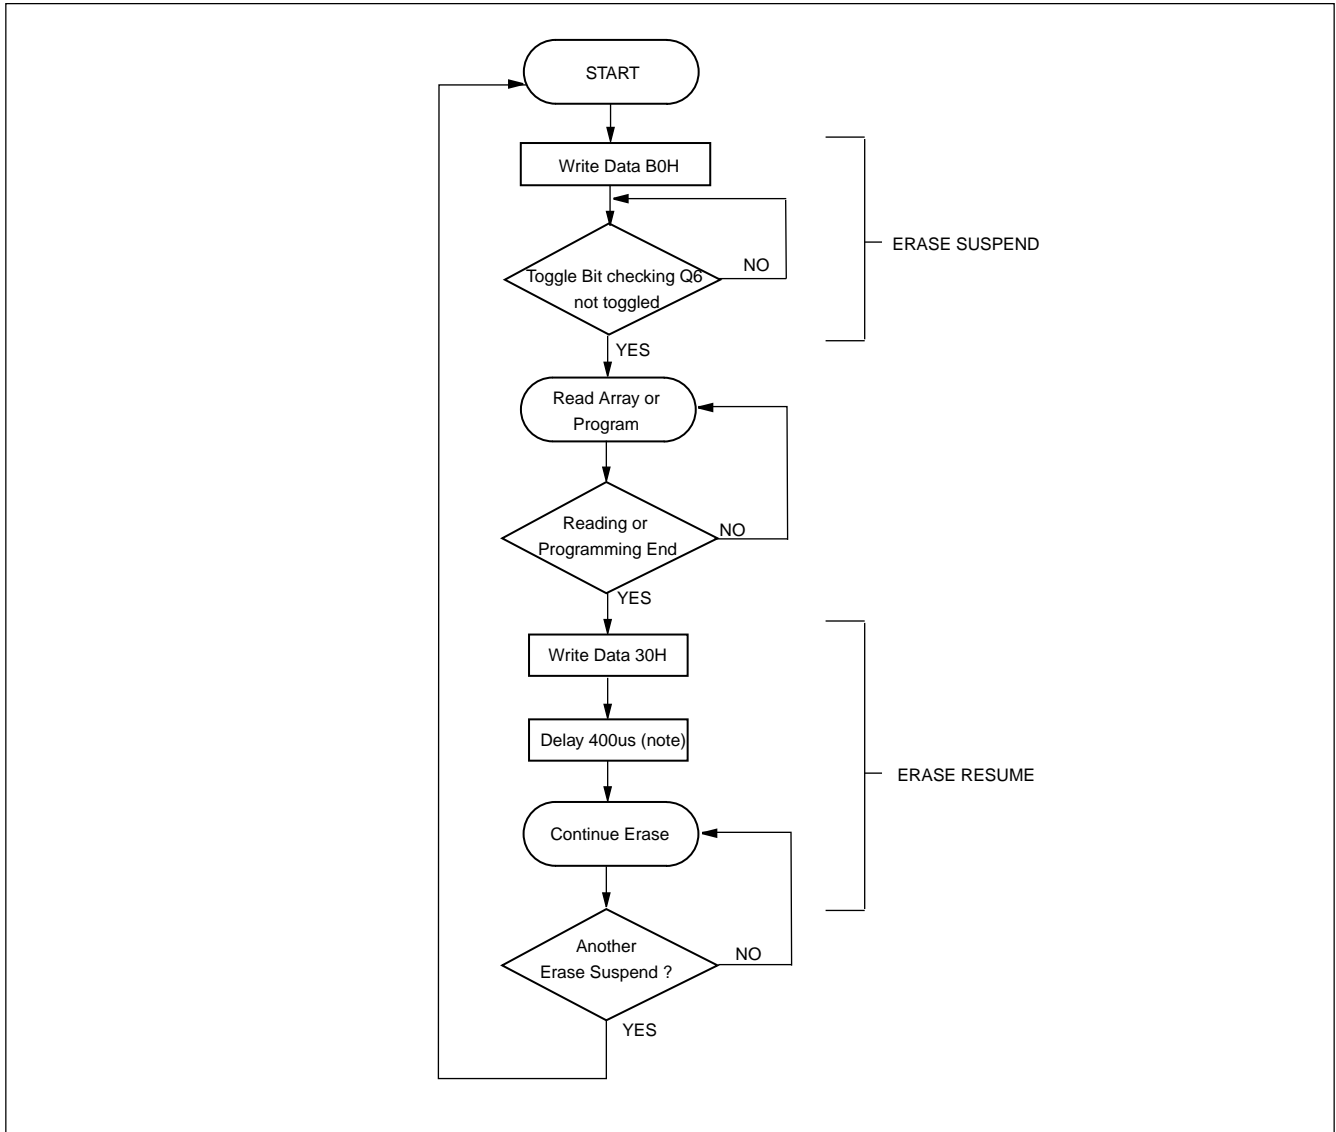 START
Write Data B0H
ERASE SUSPEND
NO
Toggle Bit checking Q6
not toggled
YES
Read Array or
Program
Reading or
NO
Programming End
YES
Write Data 30H
Delay 400us (note)
ERASE RESUME
Continue Erase
Another
NO
Erase Suspend ?
YES